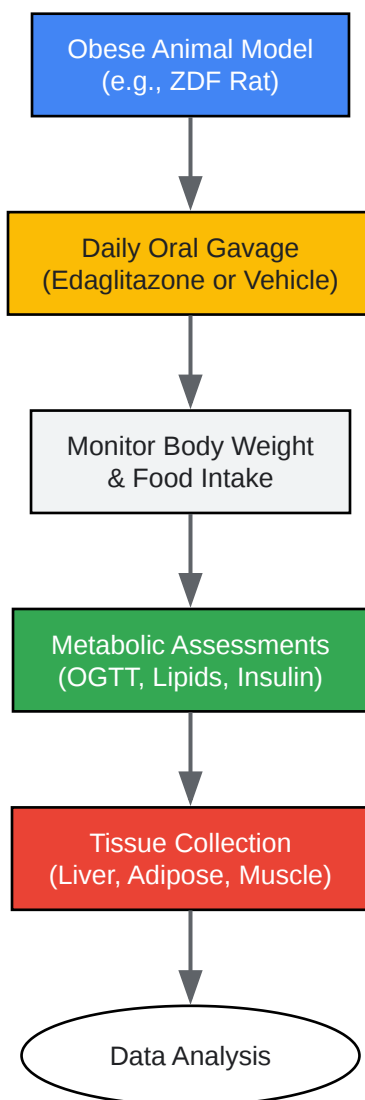 Obese Animal Model
(e.g., ZDF Rat)
Daily Oral Gavage
(Edaglitazone or Vehicle)
Monitor Body Weight
& Food Intake
Metabolic Assessments
(OGTT, Lipids, Insulin)
Tissue Collection
(Liver, Adipose, Muscle)
Data Analysis